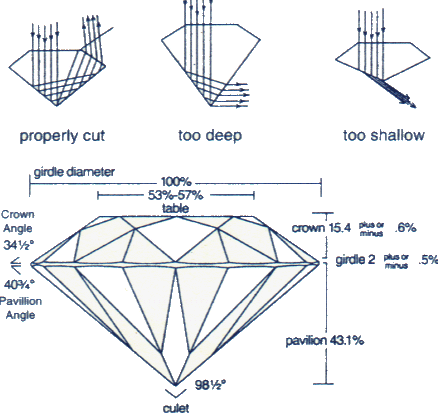 properly cut
too deep
too shallow
girdle diameter
100%
53%-57%
table
Crown
Angle
34½°
40¾°
Pavillion
Angle
crown 15.4 plus or minus .6%
girdle 2 plus or minus .5%
pavilion 43.1%
98½°
culet